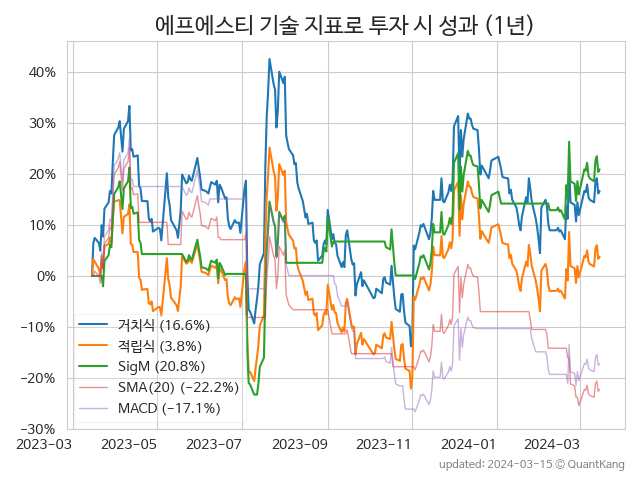 에프에스티 기술 지표로 투자 시 성과 (1년)
40%
30%
20%
10%
0%
−10%
−20%
−30%
거치식 (16.6%)
적립식 (3.8%)
SigM (20.8%)
SMA(20) (−22.2%)
MACD (−17.1%)
2023-03
2023-05
2023-07
2023-09
2023-11
2024-01
2024-03
updated: 2024-03-15 © QuantKang